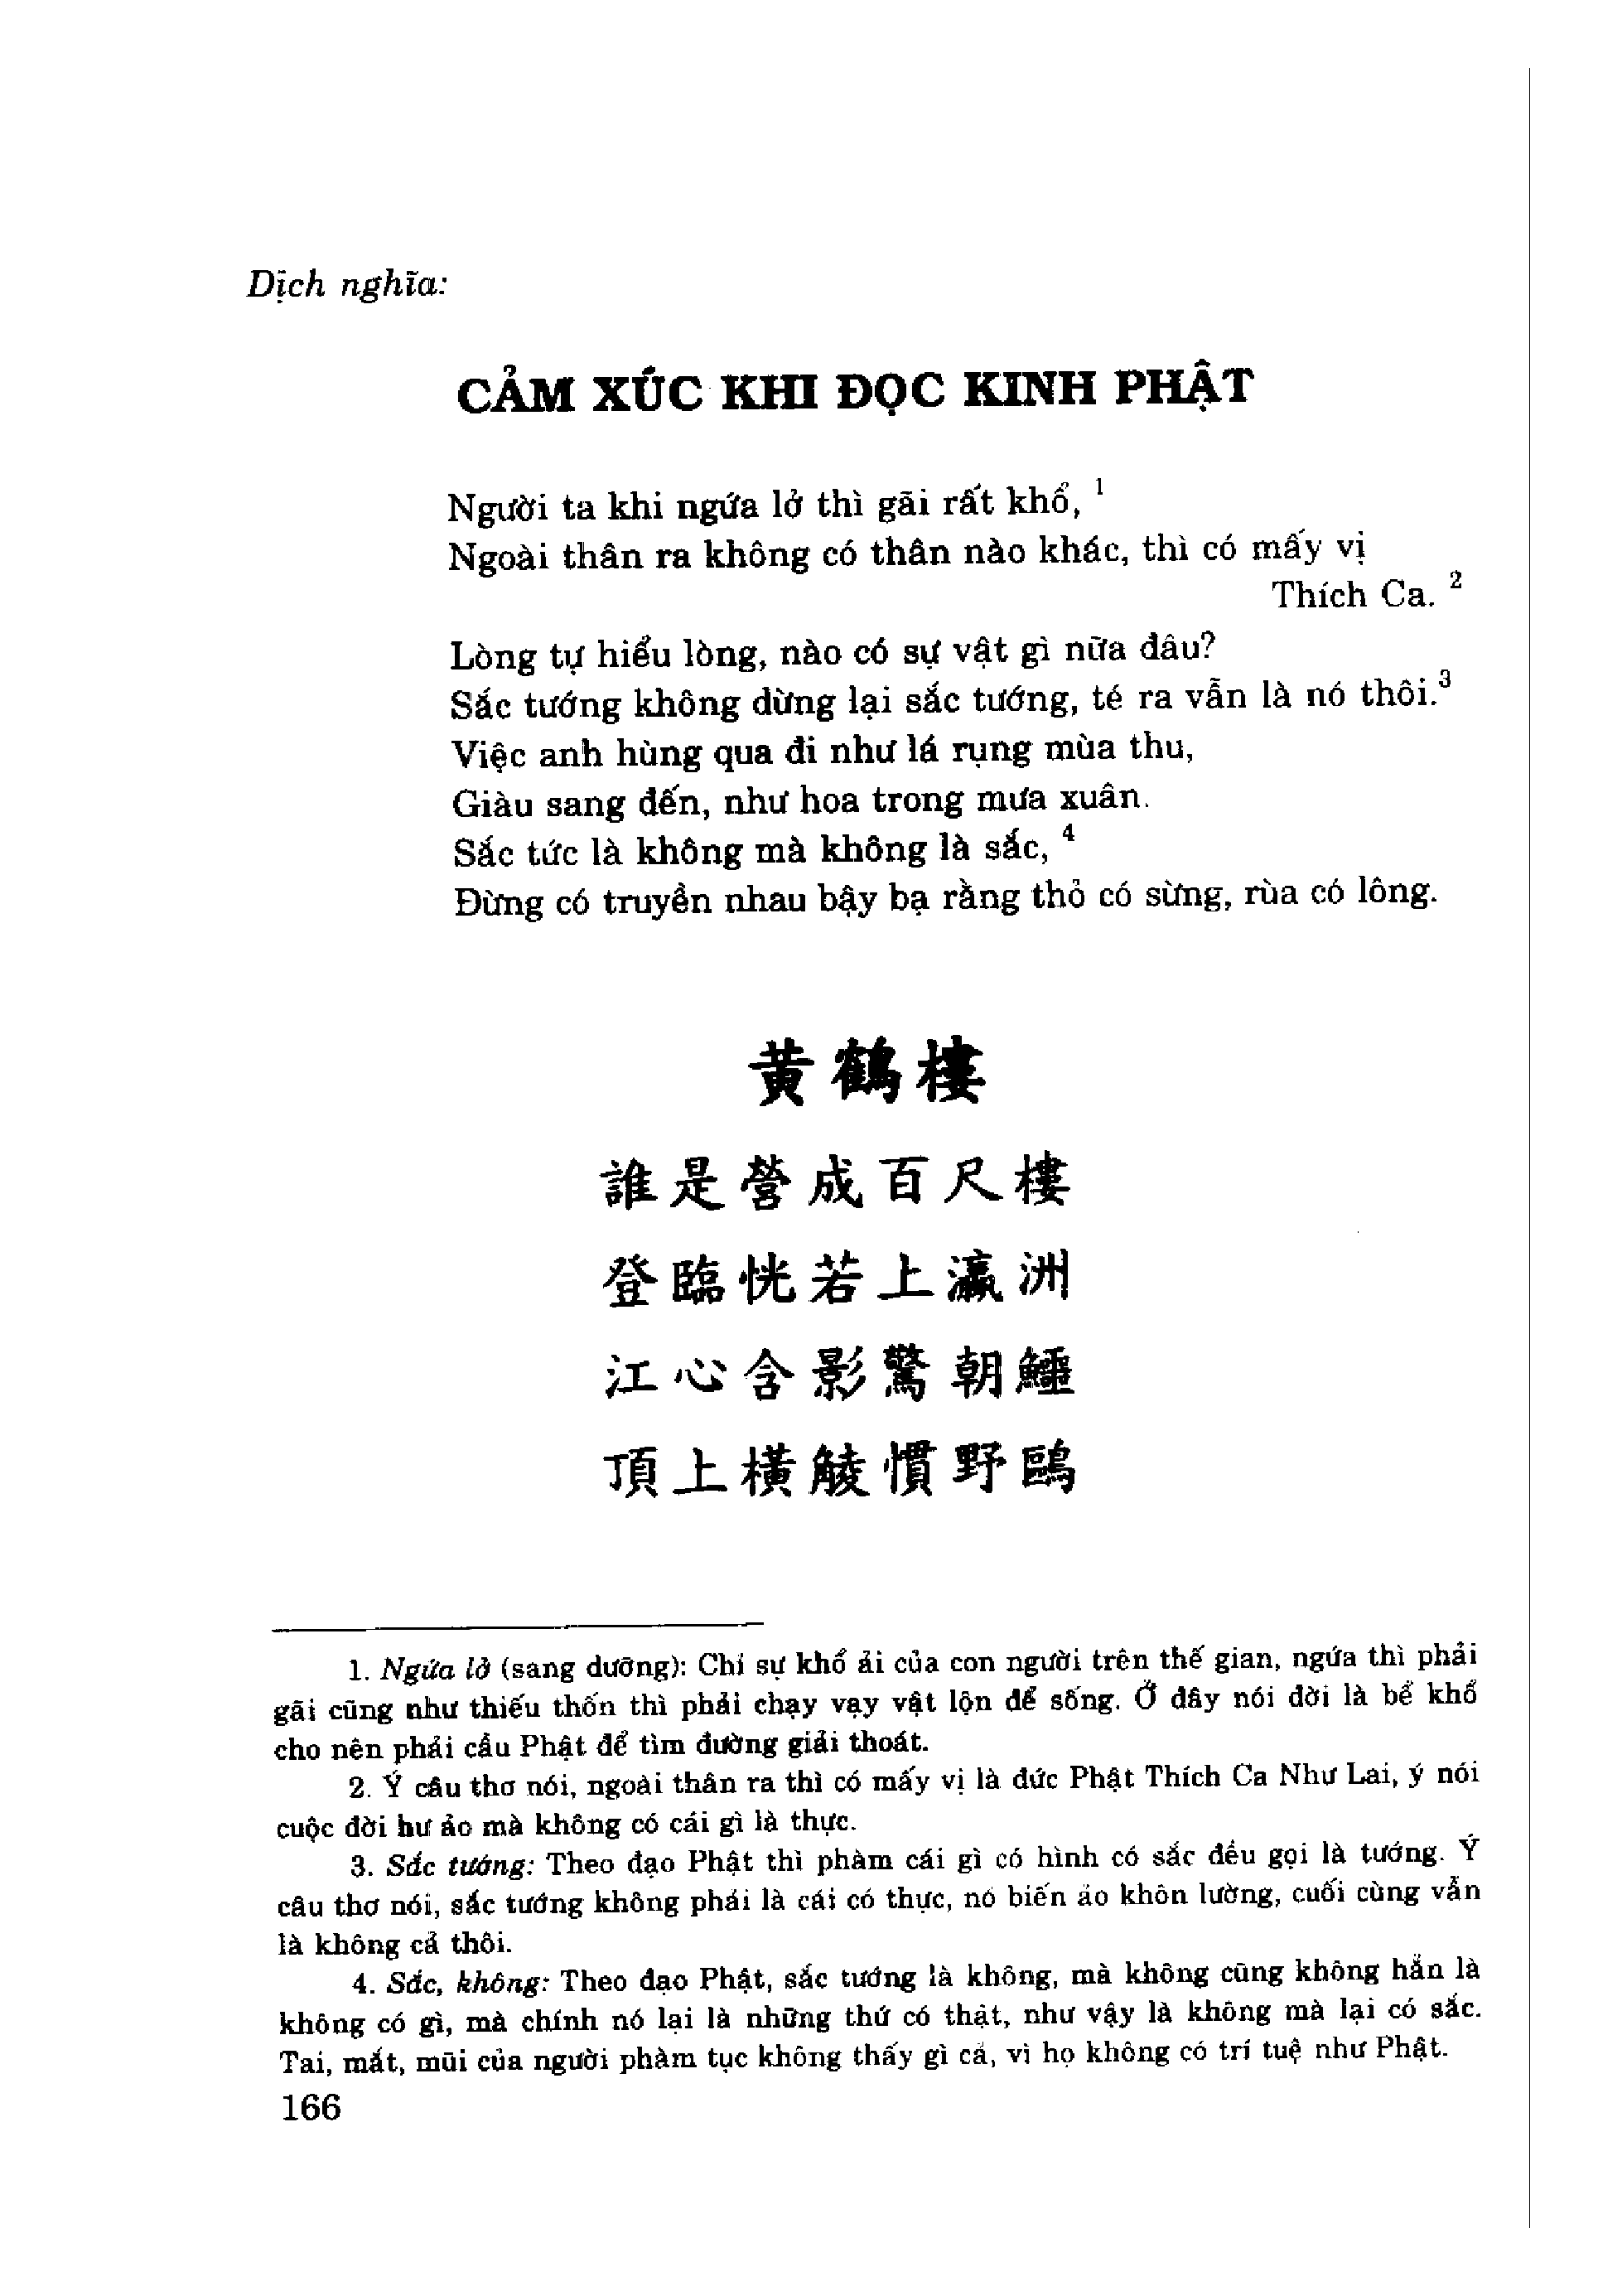 Dịch nghĩa:
CẢM XÚC KHI ĐỌC KINH PHẬT
Người ta khi ngứa lở thì gãi rất khổ, 1
Ngoài thân ra không có thân nào khác, thì có mấy vị
Thích Ca. 2
Lòng tự hiểu lòng, nào có sự vật gì nữa đâu?
Sắc tướng không dừng lại sắc tướng, té ra vẫn là nó thôi.3
Việc anh hùng qua đi như lá rụng mùa thu,
Giàu sang đến, như hoa trong mưa xuân.
Sắc tức là không mà không là sắc, 4
Đừng có truyền nhau bậy bạ rằng thỏ có sừng, rùa có lông.
黄鶴樓
誰是營成百尺樓
登臨恍若上瀛洲
江心含影驚朝鱷
頂上橫觮慣野鷗
1. Ngứa lở (sang dưỡng): Chỉ sự khổ ải của con người trên thế gian, ngứa thì phải
gãi cũng như thiếu thốn thì phải chạy vạy vật lộn để sống. Ở đây nói đời là bể khổ
cho nên phải cầu Phật để tìm đường giải thoát.
2. Ý câu thơ nói, ngoài thân ra thì có mấy vị là đức Phật Thích Ca Như Lai, ý nói
cuộc đời hư ảo mà không có cái gì là thực.
3. Sắc tướng: Theo đạo Phật thì phàm cái gì có hình có sắc đều gọi là tướng. Ý
câu thơ nói, sắc tướng không phải là cái có thực, nó biến ảo khôn lường, cuối cùng vẫn
là không cả thôi.
4. Sắc, không: Theo đạo Phật, sắc tướng là không, mà không cũng không hẳn là
không có gì, mà chính nó lại là những thứ có thật, như vậy là không mà lại có sắc.
Tai, mắt, mũi của người phàm tục không thấy gì cả, vì họ không có trí tuệ như Phật.
166